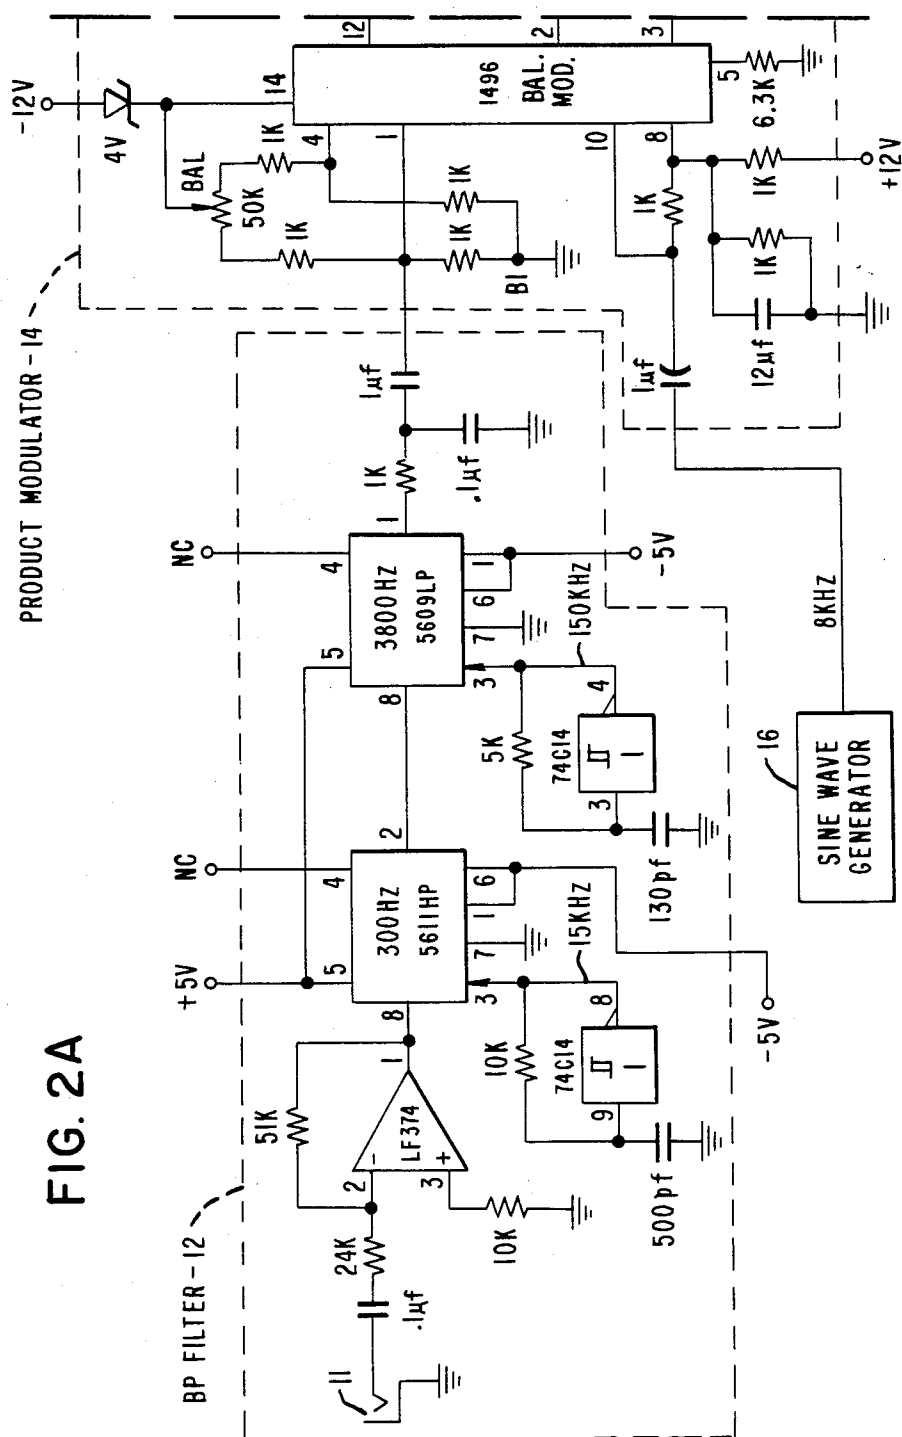 FIG. 2A
BP FILTER-12
PRODUCT MODULATOR-14
+5V
NC
NC
-12V
4V
BAL
50K
1K
1K
1K
1K
B1
14
4
1
10
8
5
12
2
3
1496
BAL.
MOD.
6.3K
11
.1µf
24K
51K
2
3
1
LF374
10K
8
5
4
300HZ
5611HP
2
3
7
1
6
15KHZ
10K
74C14
9
8
1
500pf
-5V
8
5
4
3800HZ
5609LP
1
3
7
6
1
150KHZ
5K
74C14
3
4
1
130pf
-5V
1K
.1µf
1µf
1µf
1K
12µf
1K
1K
+12V
16
SINE WAVE
GENERATOR
8KHZ